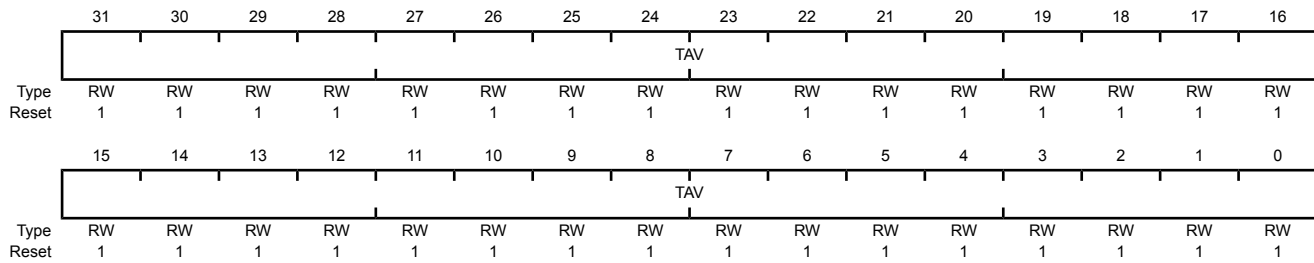 31 30 29 28 27 26 25 24 23 22 21 20 19 18 17 16
TAV
Type RW RW RW RW RW RW RW RW RW RW RW RW RW RW RW RW
Reset 1 1 1 1 1 1 1 1 1 1 1 1 1 1 1 1
15 14 13 12 11 10 9 8 7 6 5 4 3 2 1 0
TAV
Type RW RW RW RW RW RW RW RW RW RW RW RW RW RW RW RW
Reset 1 1 1 1 1 1 1 1 1 1 1 1 1 1 1 1